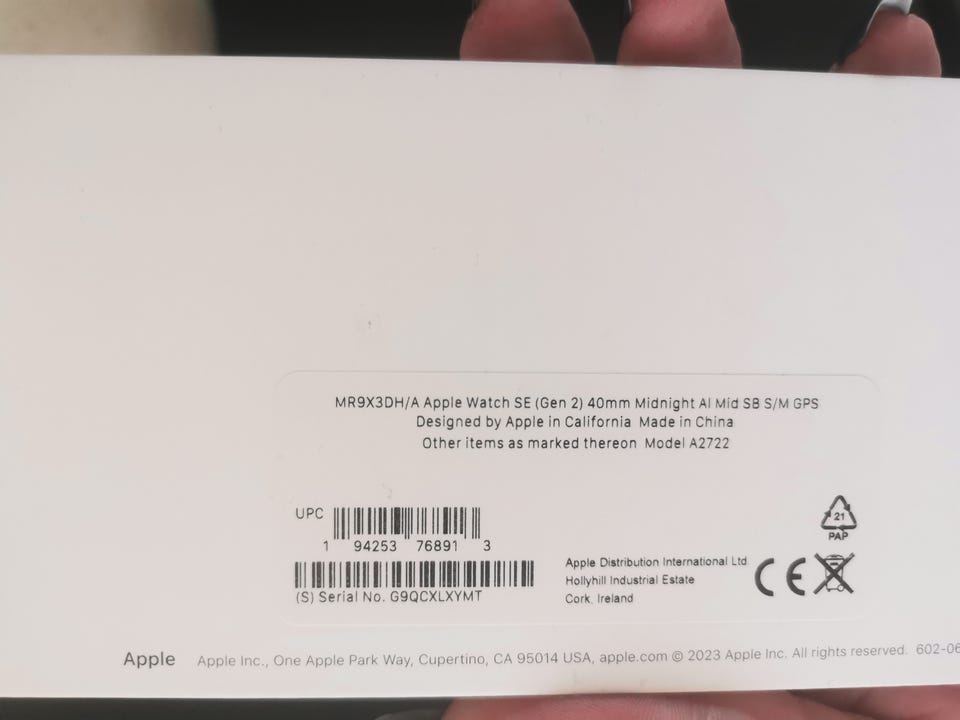 MR9X3DH/A Apple Watch SE (Gen 2) 40mm Midnight Al Mid SB S/M GPS
Designed by Apple in California Made in China
Other items as marked thereon Model A2722
UPC
1 94253 76891 3
(S) Serial No. G9QCXLXYMT
21
PAP
Apple Distribution International Ltd.
Hollyhill Industrial Estate
Cork, Ireland
CE
Apple Apple Inc., One Apple Park Way, Cupertino, CA 95014 USA, apple.com © 2023 Apple Inc. All rights reserved. 602-06